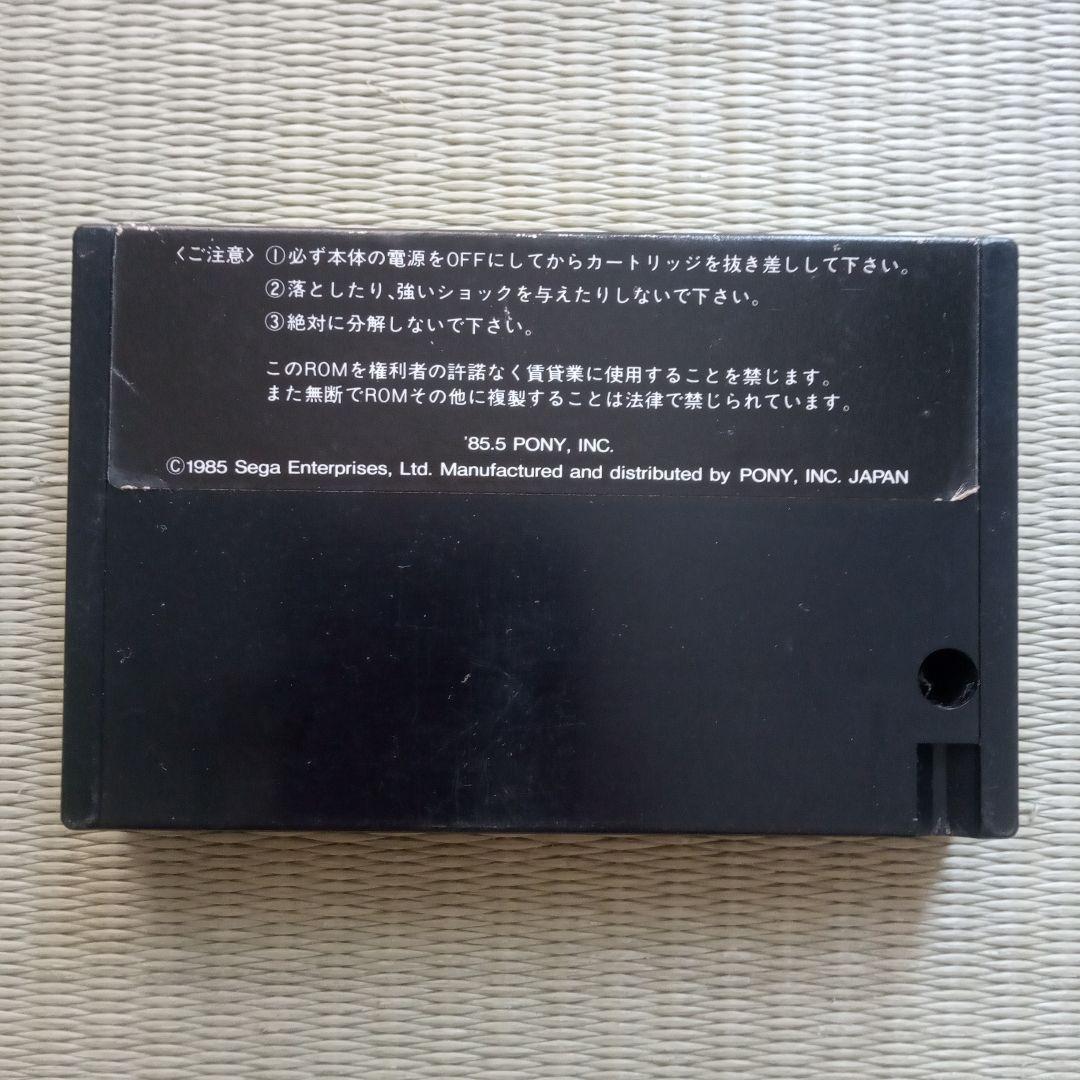 〈ご注意〉①必ず本体の電源をOFFにしてからカートリッジを抜き差しして下さい。
②落としたり、強いショックを与えたりしないで下さい。
③絶対に分解しないで下さい。
このROMを権利者の許諾なく賃貸業に使用することを禁じます。
また無断でROMその他に複製することは法律で禁じられています。
'85.5 PONY, INC.
©1985 Sega Enterprises, Ltd. Manufactured and distributed by PONY, INC. JAPAN